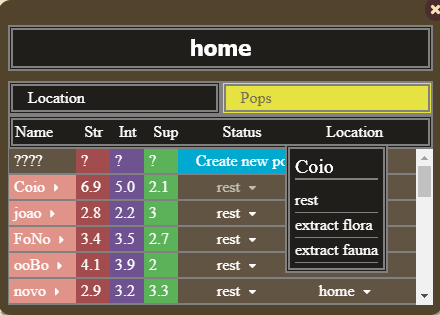 home
Location Pops
Name Str Int Sup Status Location
???? ? ? ? Create new po
Coio 6.9 5.0 2.1 rest
joao 2.8 2.2 3 rest
FoNo 3.4 3.5 2.7 rest
ooBo 4.1 3.9 2 rest
novo 2.9 3.2 3.3 rest home
Coio
rest
extract flora
extract fauna